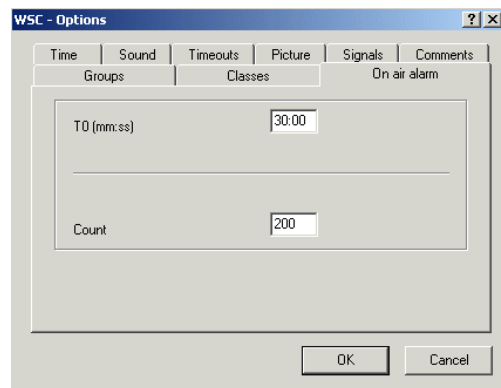 WSC - Options
Time Sound Timeouts Picture Signals Comments
Groups Classes On air alarm
T0 (mm:ss) 30:00
Count 200
OK Cancel